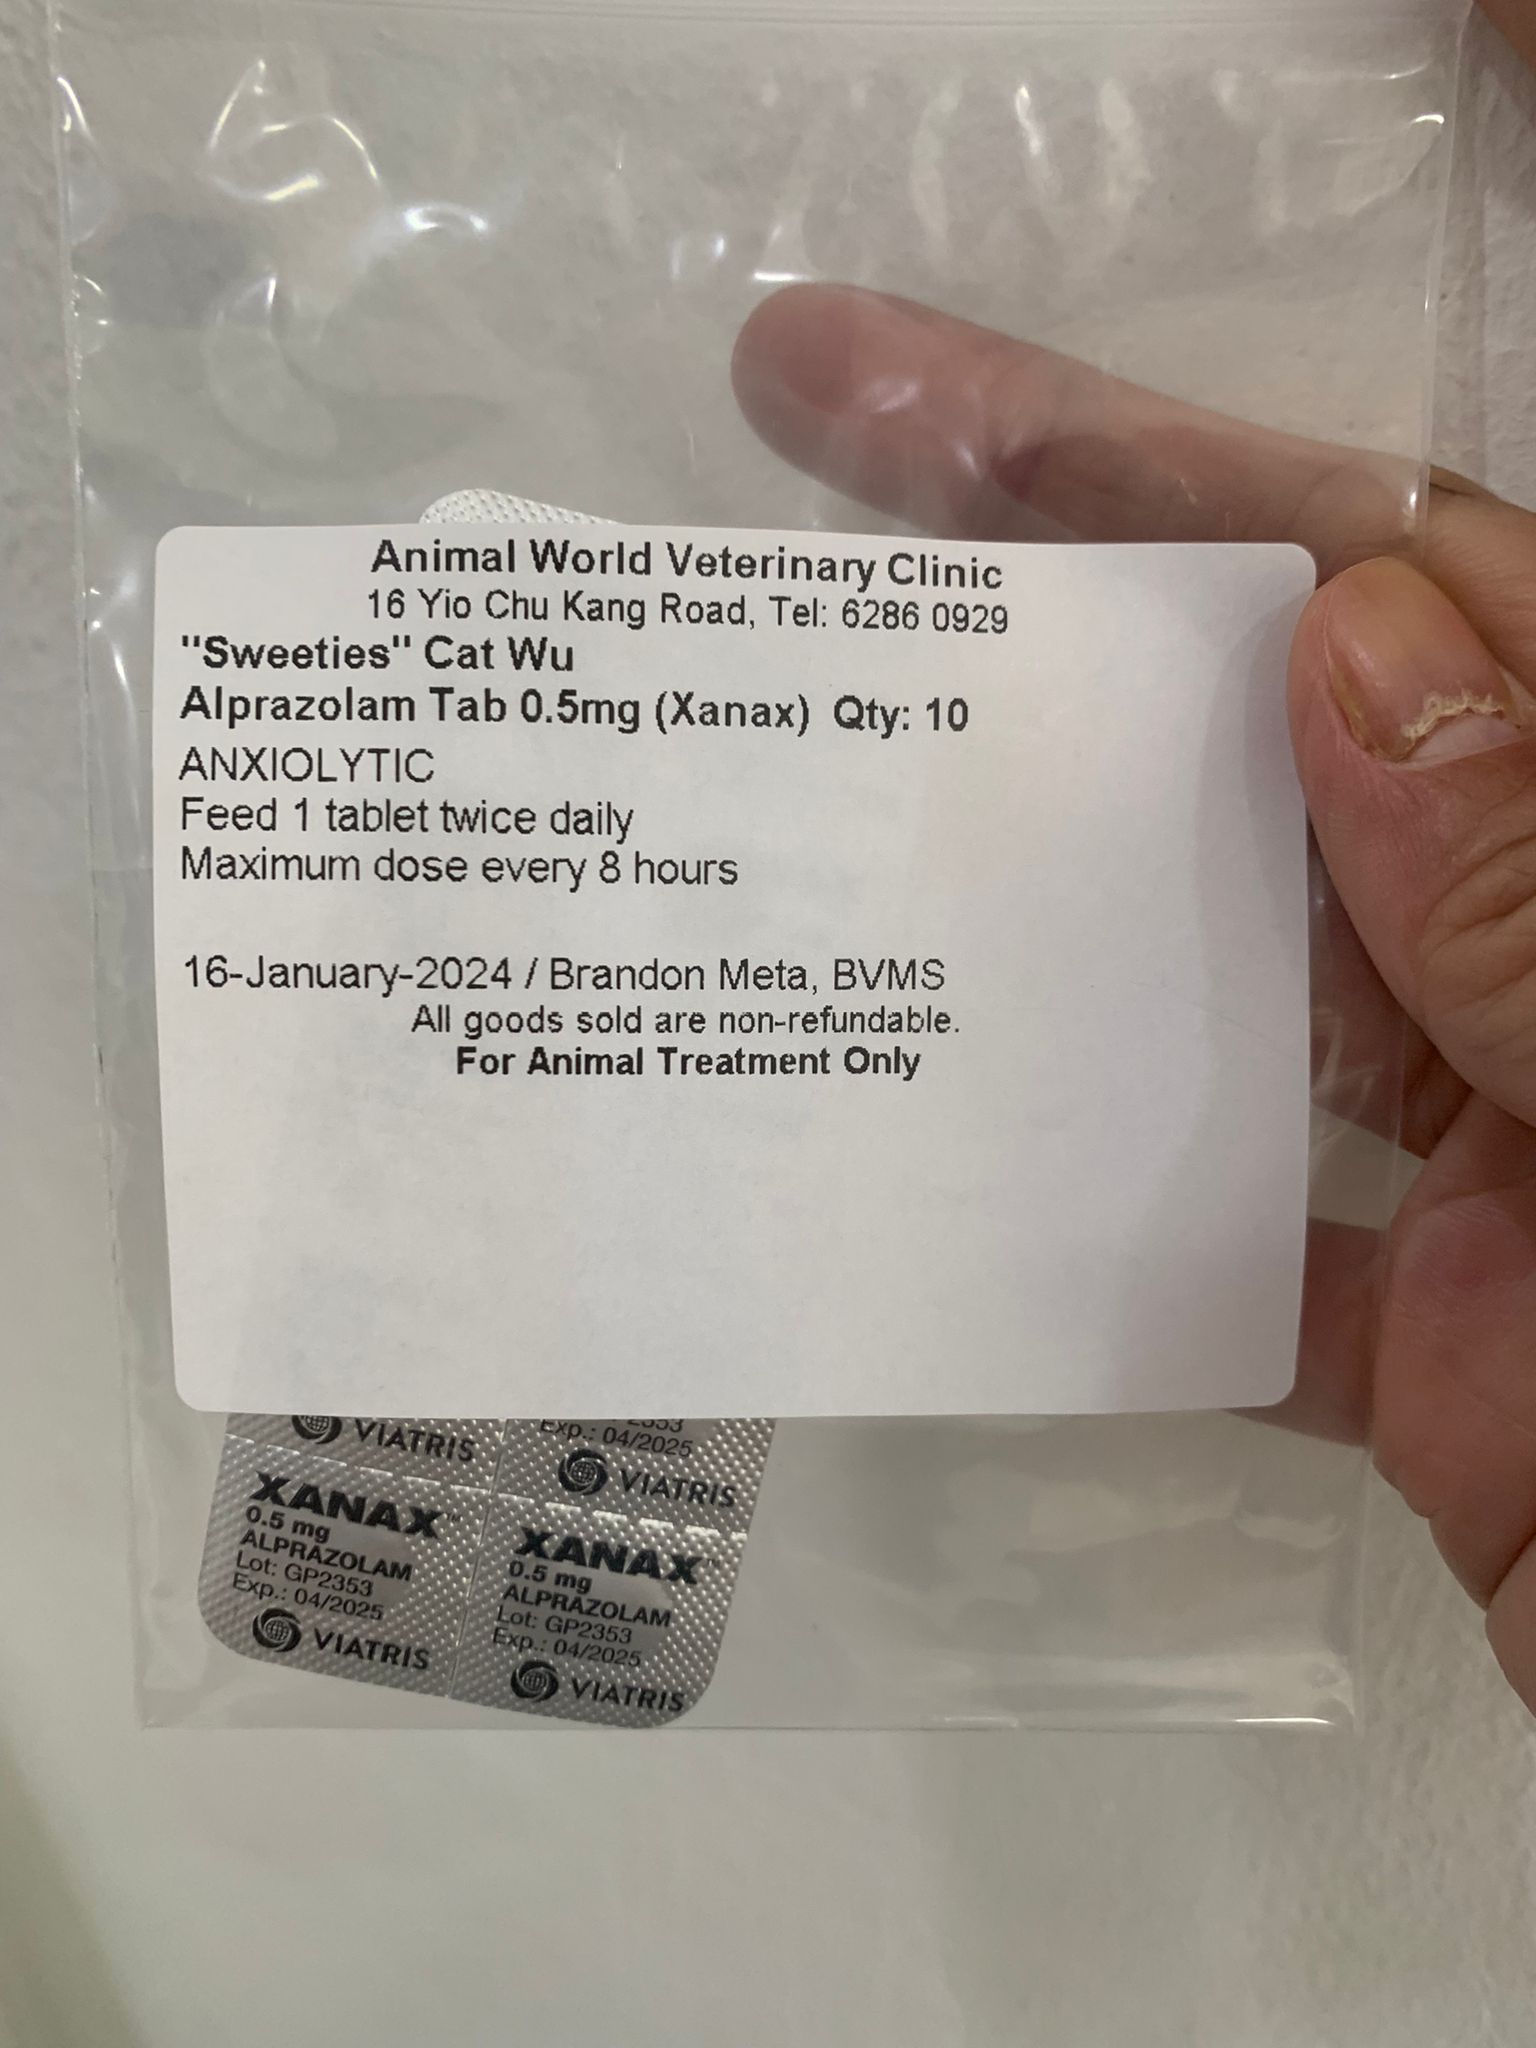 Animal World Veterinary Clinic
16 Yio Chu Kang Road, Tel: 6286 0929
"Sweeties" Cat Wu
Alprazolam Tab 0.5mg (Xanax) Qty: 10
ANXIOLYTIC
Feed 1 tablet twice daily
Maximum dose every 8 hours
16-January-2024 / Brandon Meta, BVMS
All goods sold are non-refundable.
For Animal Treatment Only
VIATRIS
Exp.: 04/2025
VIATRIS
XANAX™
0.5 mg
ALPRAZOLAM
Lot: GP2353
Exp.: 04/2025
VIATRIS
XANAX™
0.5 mg
ALPRAZOLAM
Lot: GP2353
Exp.: 04/2025
VIATRIS